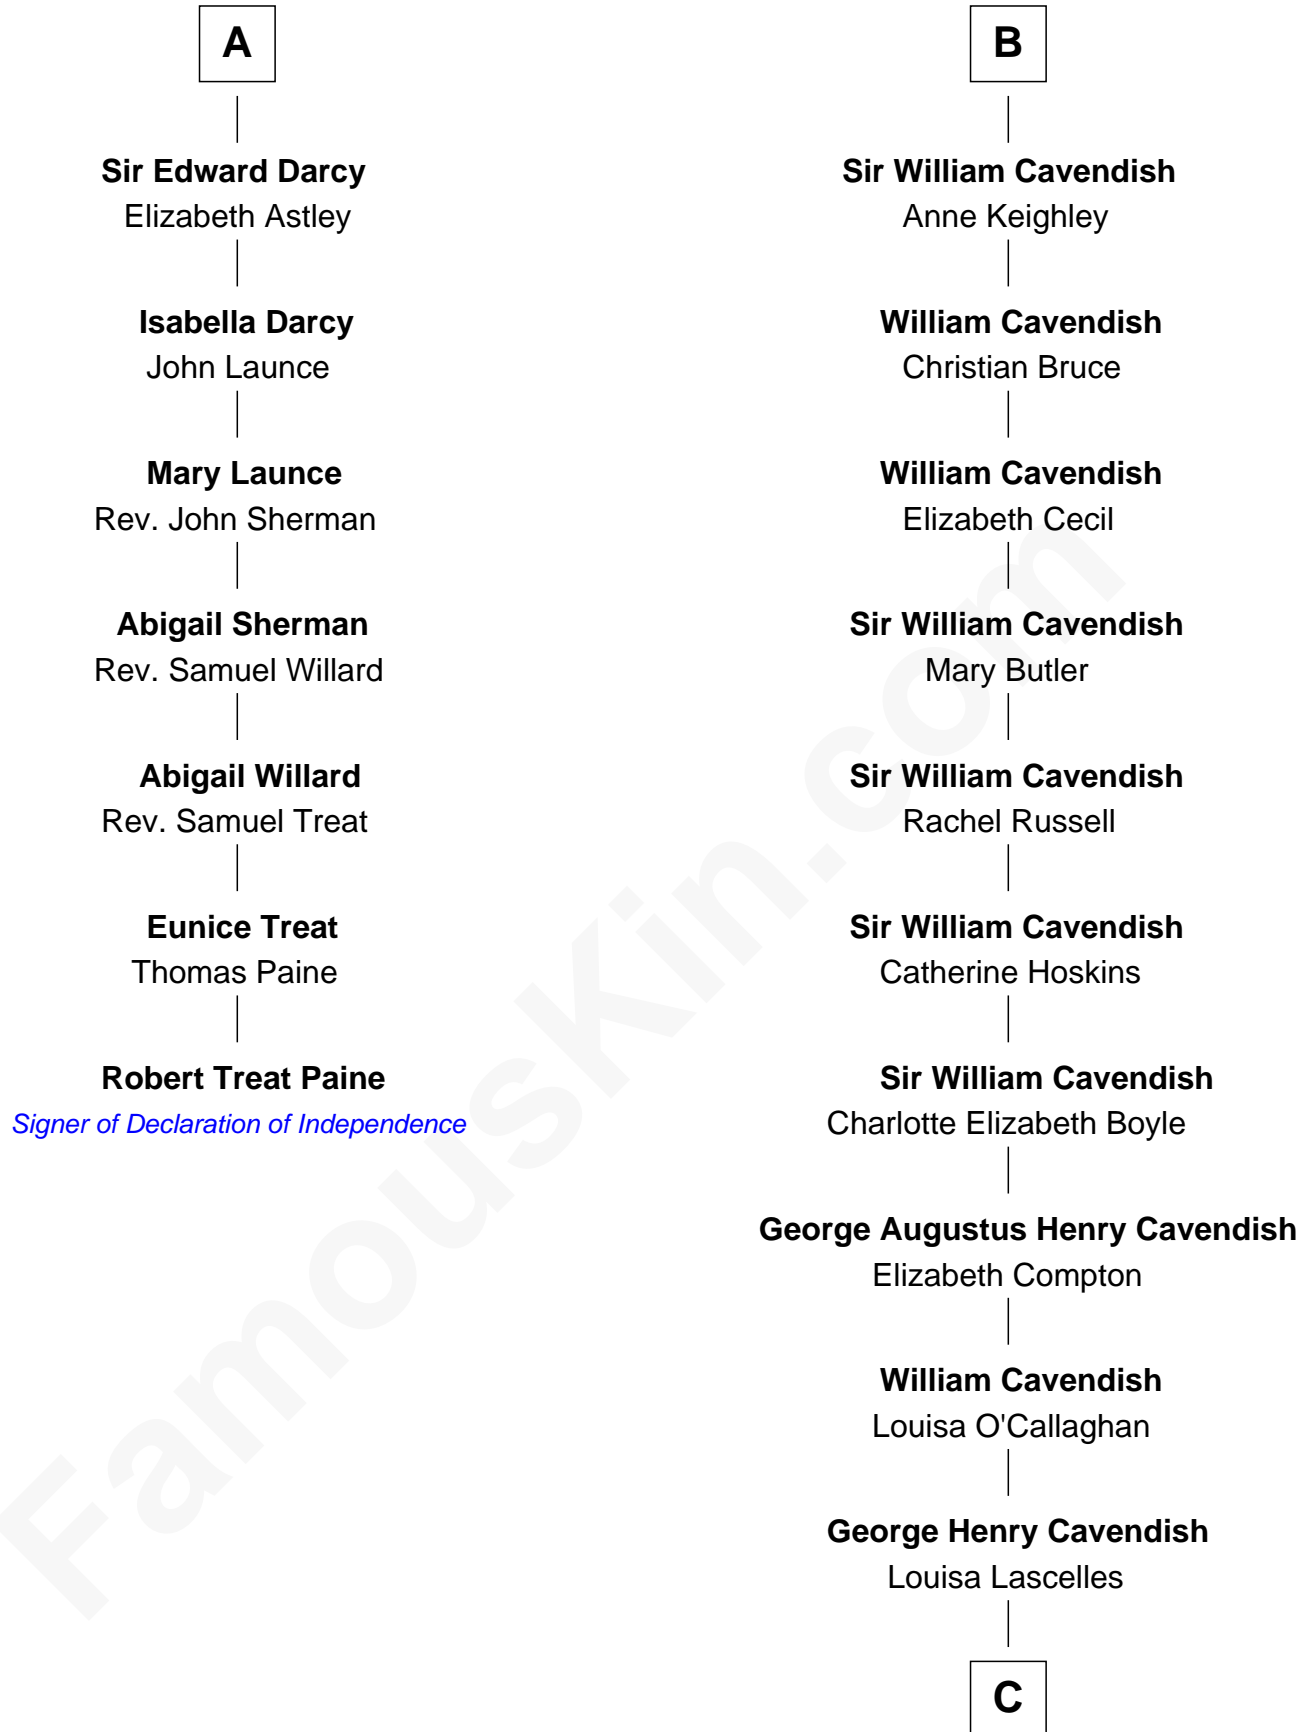 A
Sir Edward Darcy
Elizabeth Astley
Isabella Darcy
John Launce
Mary Launce
Rev. John Sherman
Abigail Sherman
Rev. Samuel Willard
Abigail Willard
Rev. Samuel Treat
Eunice Treat
Thomas Paine
Robert Treat Paine
Signer of Declaration of Independence
B
Sir William Cavendish
Anne Keighley
William Cavendish
Christian Bruce
William Cavendish
Elizabeth Cecil
Sir William Cavendish
Mary Butler
Sir William Cavendish
Rachel Russell
Sir William Cavendish
Catherine Hoskins
Sir William Cavendish
Charlotte Elizabeth Boyle
George Augustus Henry Cavendish
Elizabeth Compton
William Cavendish
Louisa O'Callaghan
George Henry Cavendish
Louisa Lascelles
C
FamousKin.com